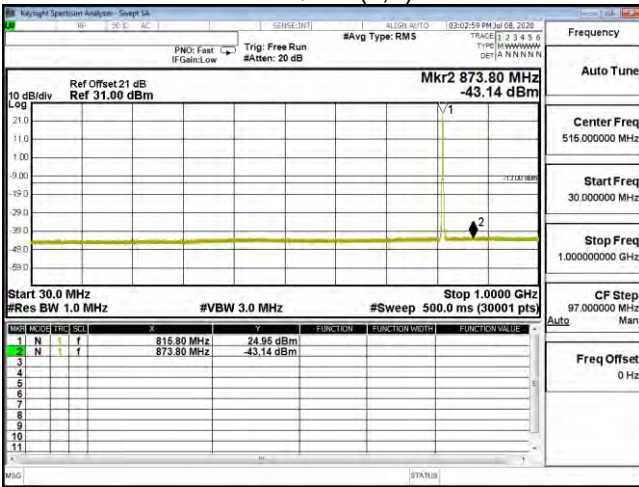 Keysight Spectrum Analyzer - Swept SA
RF 50 Ω AC SENSE:INT ALIGN AUTO 03:02:59 PM Jul 08, 2020
#Avg Type: RMS TRACE 1 2 3 4 5 6
PNO: Fast Trig: Free Run TYPE M WWWWW
IFGain:Low #Atten: 20 dB DET A N N N N N
Frequency
Auto Tune
Center Freq
515.000000 MHz
Start Freq
30.000000 MHz
Stop Freq
1.000000000 GHz
CF Step
97.000000 MHz
Auto Man
Freq Offset
0 Hz
Mkr2 873.80 MHz
-43.14 dBm
Ref Offset 21 dB
10 dB/div Ref 31.00 dBm
Log
1
21.0
11.0
1.00
-9.00
-13.00 dBm
-19.0
-29.0
-39.0
2
-49.0
-59.0
Start 30.0 MHz Stop 1.0000 GHz
#Res BW 1.0 MHz #VBW 3.0 MHz #Sweep 500.0 ms (30001 pts)
MKR MODE TRC SCL X Y FUNCTION FUNCTION WIDTH FUNCTION VALUE
1 N 1 f 815.80 MHz 24.95 dBm
2 N 1 f 873.80 MHz -43.14 dBm
3
4
5
6
7
8
9
10
11
MSG STATUS